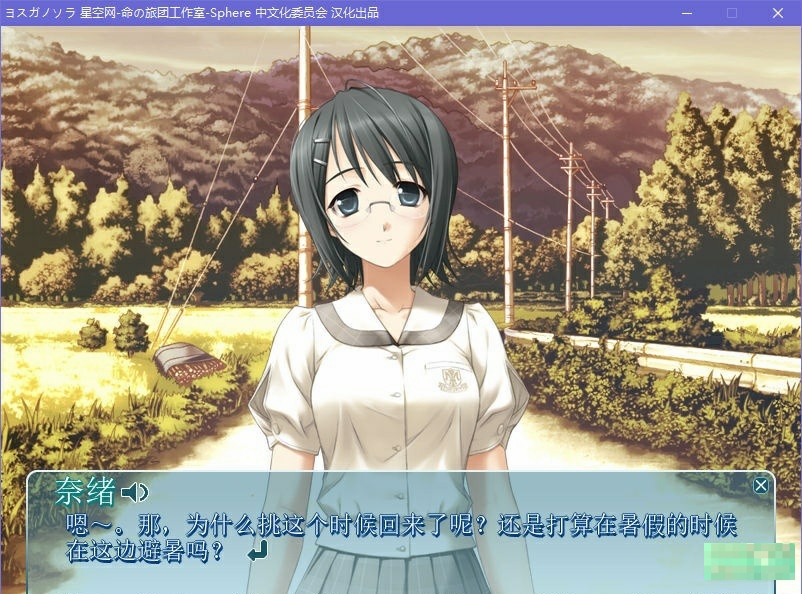 ヨスガノソラ 星空网-命の旅团工作室-Sphere 中文化委员会 汉化出品
奈绪
嗯～。那，为什么挑这个时候回来了呢？还是打算在暑假的时候
在这边避暑吗？